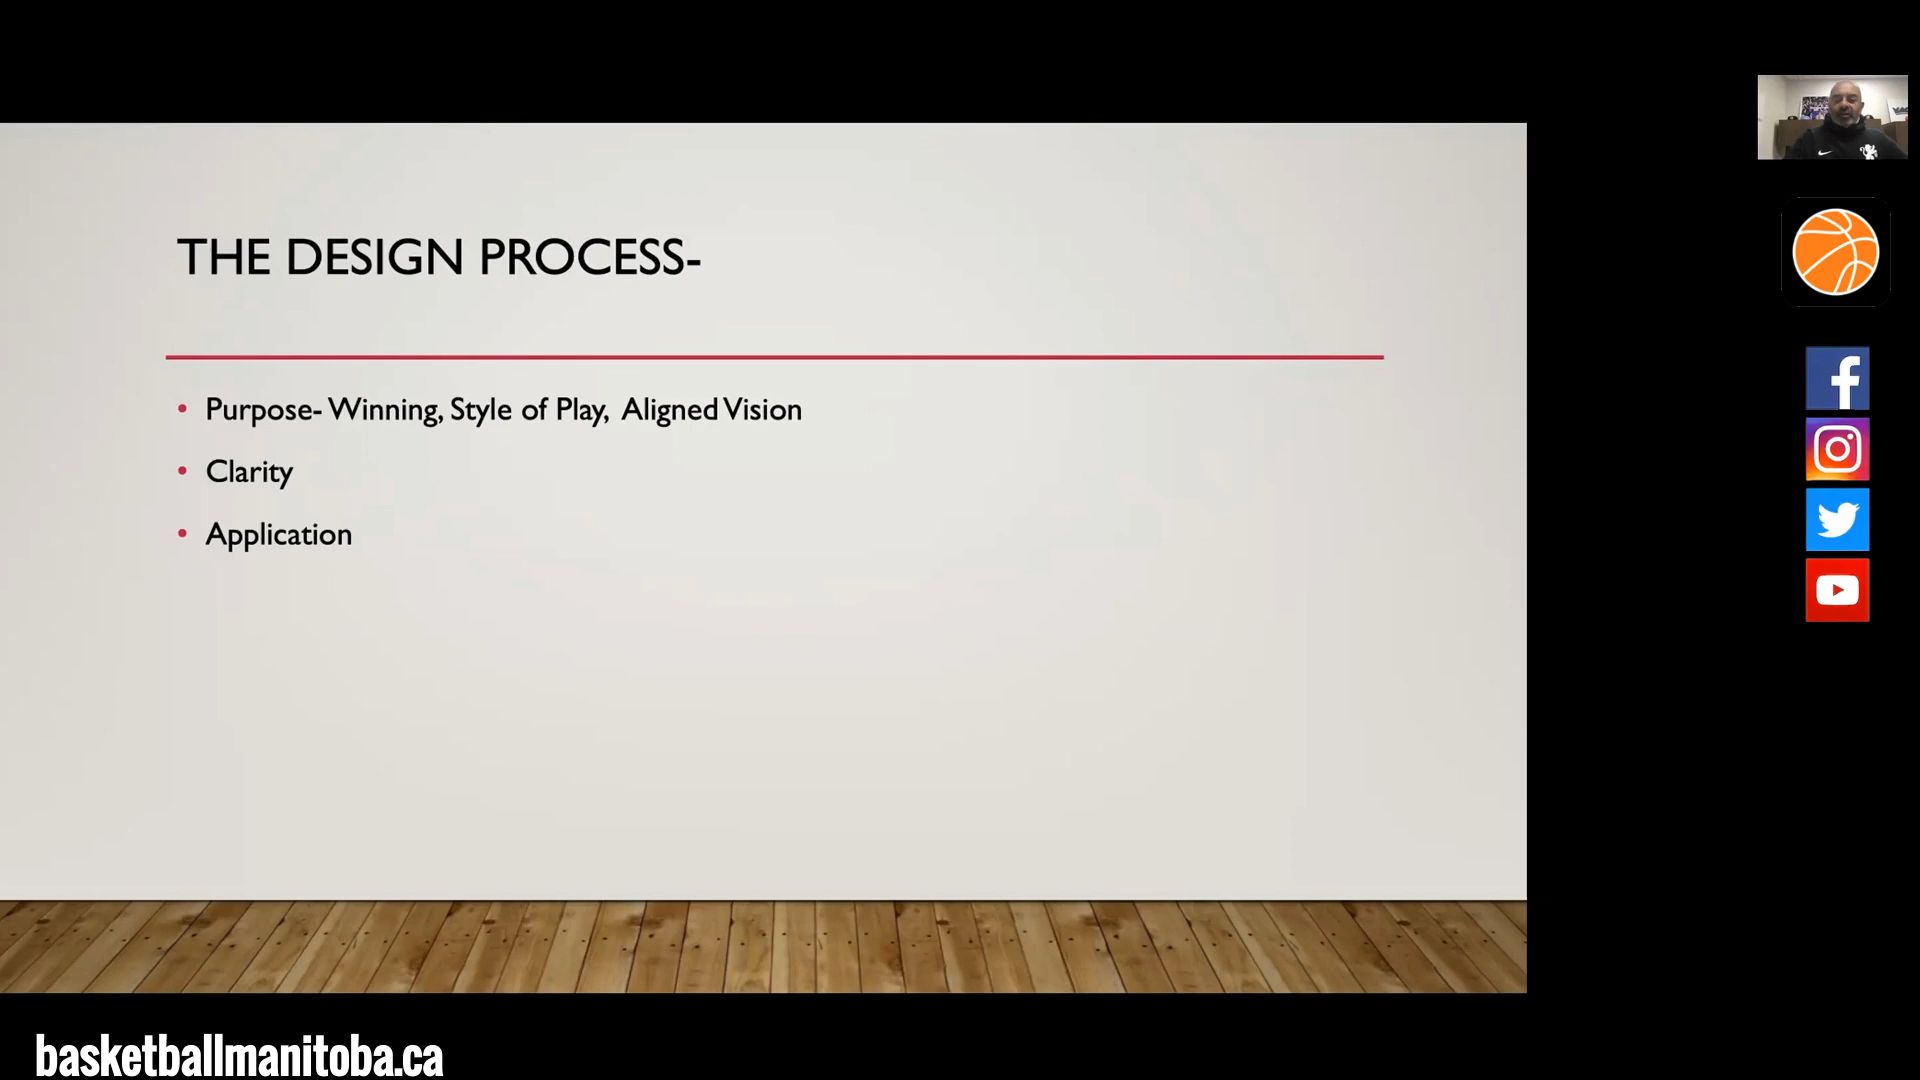 THE DESIGN PROCESS-
• Purpose- Winning, Style of Play, Aligned Vision
• Clarity
• Application
basketballmanitoba.ca